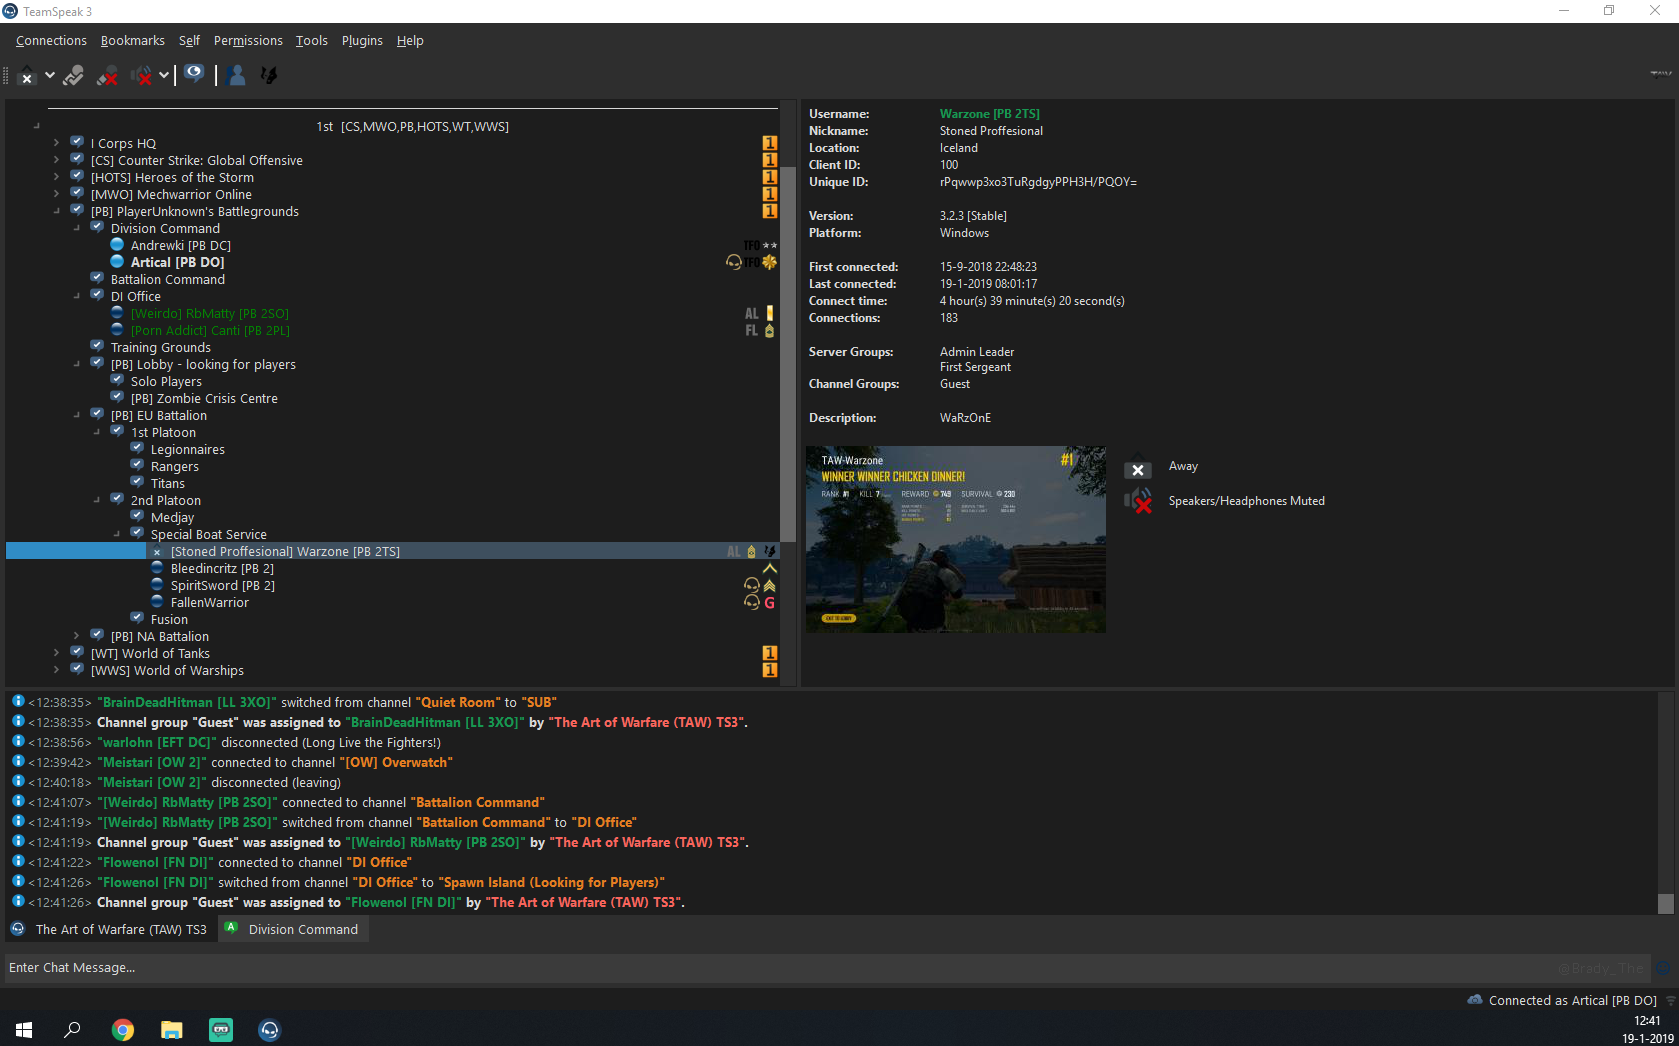 TeamSpeak 3
Connections Bookmarks Self Permissions Tools Plugins Help
1st [CS,MWO,PB,HOTS,WT,WWS]
I Corps HQ 1
[CS] Counter Strike: Global Offensive 1
[HOTS] Heroes of the Storm 1
[MWO] Mechwarrior Online 1
[PB] PlayerUnknown's Battlegrounds 1
Division Command
Andrewki [PB DC] TFO
Artical [PB DO] TFO
Battalion Command
DI Office
[Weirdo] RbMatty [PB 2SO] AL
[Porn Addict] Canti [PB 2PL] FL
Training Grounds
[PB] Lobby - looking for players
Solo Players
[PB] Zombie Crisis Centre
[PB] EU Battalion
1st Platoon
Legionnaires
Rangers
Titans
2nd Platoon
Medjay
Special Boat Service
[Stoned Proffesional] Warzone [PB 2TS] AL
Bleedincritz [PB 2]
SpiritSword [PB 2]
FallenWarrior G
Fusion
[PB] NA Battalion
[WT] World of Tanks 1
[WWS] World of Warships 1
Username: Warzone [PB 2TS]
Nickname: Stoned Proffesional
Location: Iceland
Client ID: 100
Unique ID: rPqwwp3xo3TuRgdgyPPH3H/PQOY=
Version: 3.2.3 [Stable]
Platform: Windows
First connected: 15-9-2018 22:48:23
Last connected: 19-1-2019 08:01:17
Connect time: 4 hour(s) 39 minute(s) 20 second(s)
Connections: 183
Server Groups: Admin Leader
First Sergeant
Channel Groups: Guest
Description: WaRzOnE
TAW-Warzone #1
WINNER WINNER CHICKEN DINNER!
RANK #1 KILL 7 REWARD 749 SURVIVAL 230
EXIT TO LOBBY
Away
Speakers/Headphones Muted
<12:38:35> "BrainDeadHitman [LL 3XO]" switched from channel "Quiet Room" to "SUB"
<12:38:35> Channel group "Guest" was assigned to "BrainDeadHitman [LL 3XO]" by "The Art of Warfare (TAW) TS3".
<12:38:56> "warlohn [EFT DC]" disconnected (Long Live the Fighters!)
<12:39:42> "Meistari [OW 2]" connected to channel "[OW] Overwatch"
<12:40:18> "Meistari [OW 2]" disconnected (leaving)
<12:41:07> "[Weirdo] RbMatty [PB 2SO]" connected to channel "Battalion Command"
<12:41:19> "[Weirdo] RbMatty [PB 2SO]" switched from channel "Battalion Command" to "DI Office"
<12:41:19> Channel group "Guest" was assigned to "[Weirdo] RbMatty [PB 2SO]" by "The Art of Warfare (TAW) TS3".
<12:41:22> "Flowenol [FN DI]" connected to channel "DI Office"
<12:41:26> "Flowenol [FN DI]" switched from channel "DI Office" to "Spawn Island (Looking for Players)"
<12:41:26> Channel group "Guest" was assigned to "Flowenol [FN DI]" by "The Art of Warfare (TAW) TS3".
The Art of Warfare (TAW) TS3 Division Command
Enter Chat Message... @Brady_The
Connected as Artical [PB DO]
12:41
19-1-2019